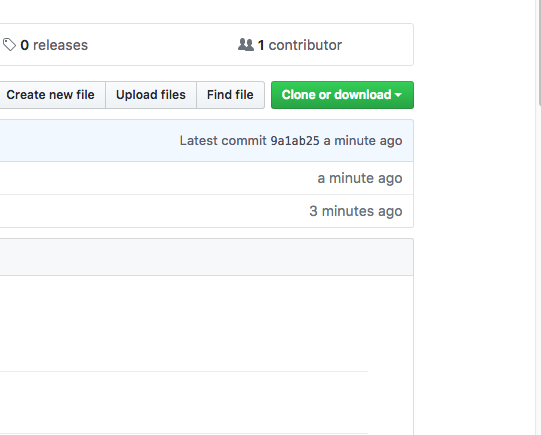 0 releases 1 contributor
Create new file Upload files Find file Clone or download
Latest commit 9a1ab25 a minute ago
a minute ago
3 minutes ago